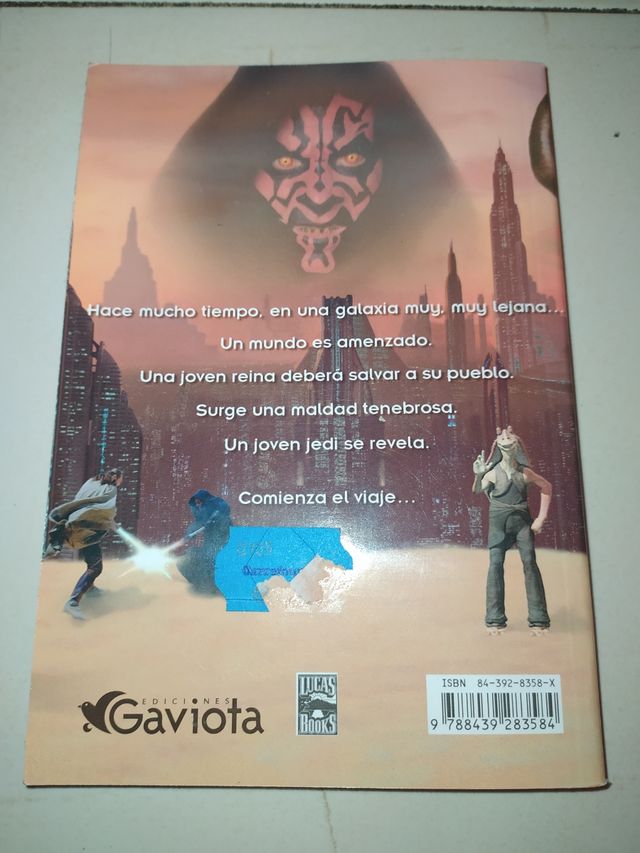 Hace mucho tiempo, en una galaxia muy, muy lejana...
Un mundo es amenzado.
Una joven reina deberá salvar a su pueblo.
Surge una maldad tenebrosa.
Un joven jedi se revela.
Comienza el viaje...
EDICIONES
Gaviota
LUCAS
BOOKS
ISBN 84-392-8358-X
9 788439 283584